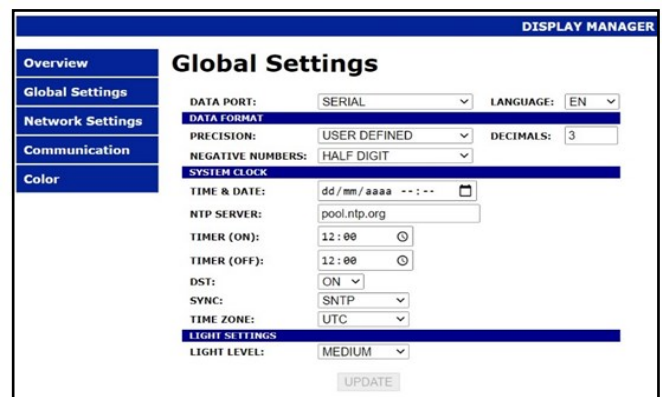 DISPLAY MANAGER
Overview
Global Settings
Network Settings
Communication
Color
Global Settings
DATA PORT: SERIAL LANGUAGE: EN
DATA FORMAT
PRECISION: USER DEFINED DECIMALS: 3
NEGATIVE NUMBERS: HALF DIGIT
SYSTEM CLOCK
TIME & DATE: dd/mm/aaaa --:--
NTP SERVER: pool.ntp.org
TIMER (ON): 12:00
TIMER (OFF): 12:00
DST: ON
SYNC: SNTP
TIME ZONE: UTC
LIGHT SETTINGS
LIGHT LEVEL: MEDIUM
UPDATE